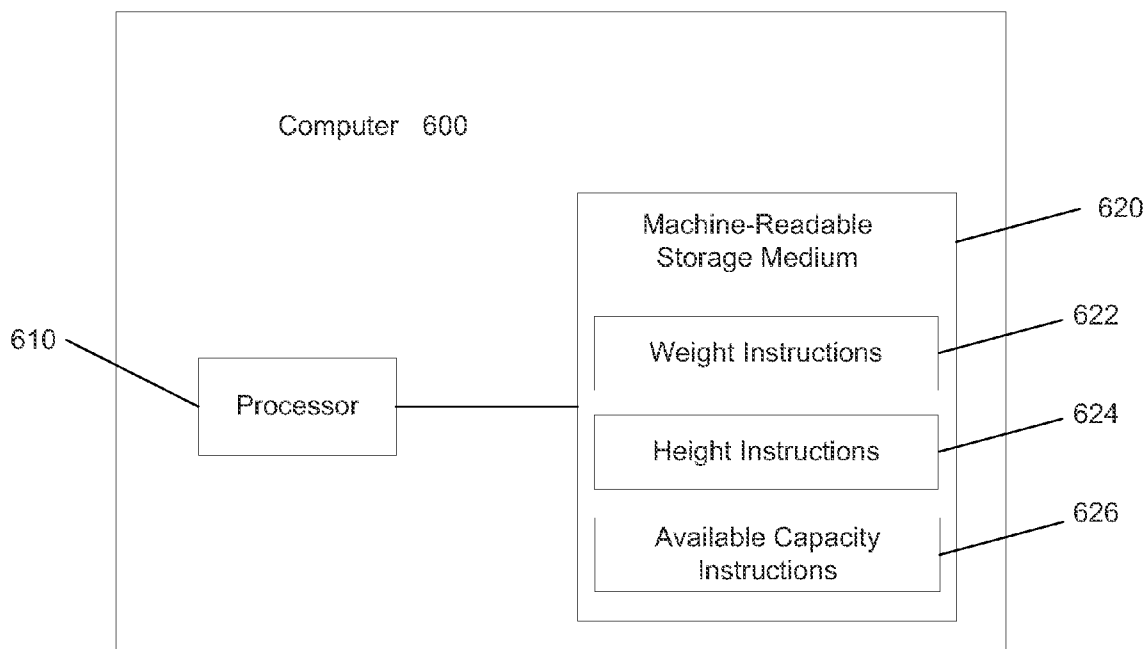 Computer 600
Machine-Readable
Storage Medium
620
Weight Instructions
622
610
Processor
Height Instructions
624
Available Capacity
Instructions
626